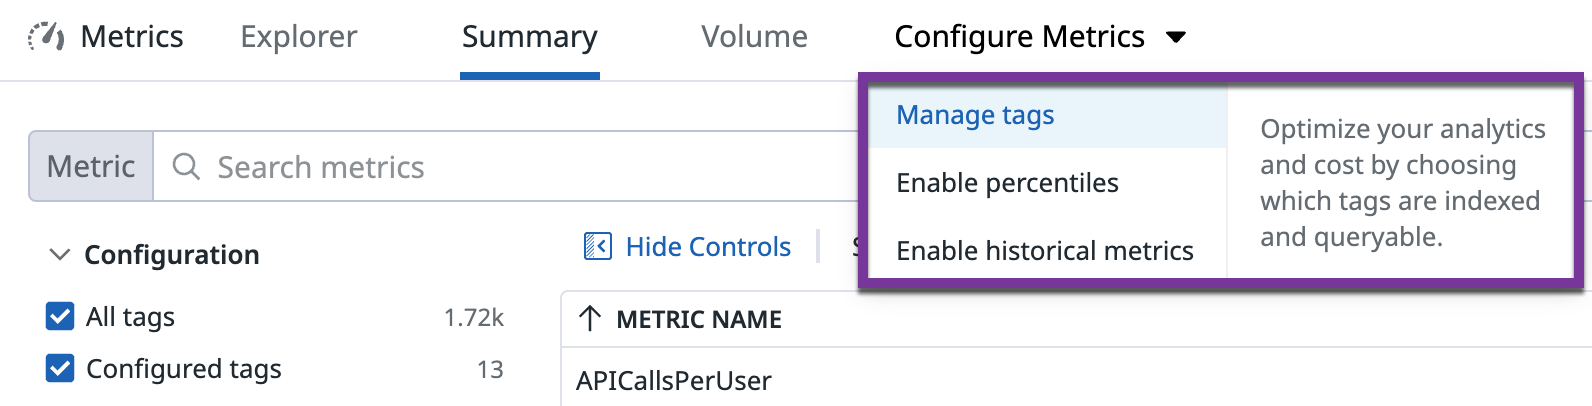 Metrics Explorer Summary Volume Configure Metrics
Manage tags
Enable percentiles
Enable historical metrics
Optimize your analytics
and cost by choosing
which tags are indexed
and queryable.
Metric Search metrics
Configuration
All tags 1.72k
Configured tags 13
Hide Controls
METRIC NAME
APICallsPerUser